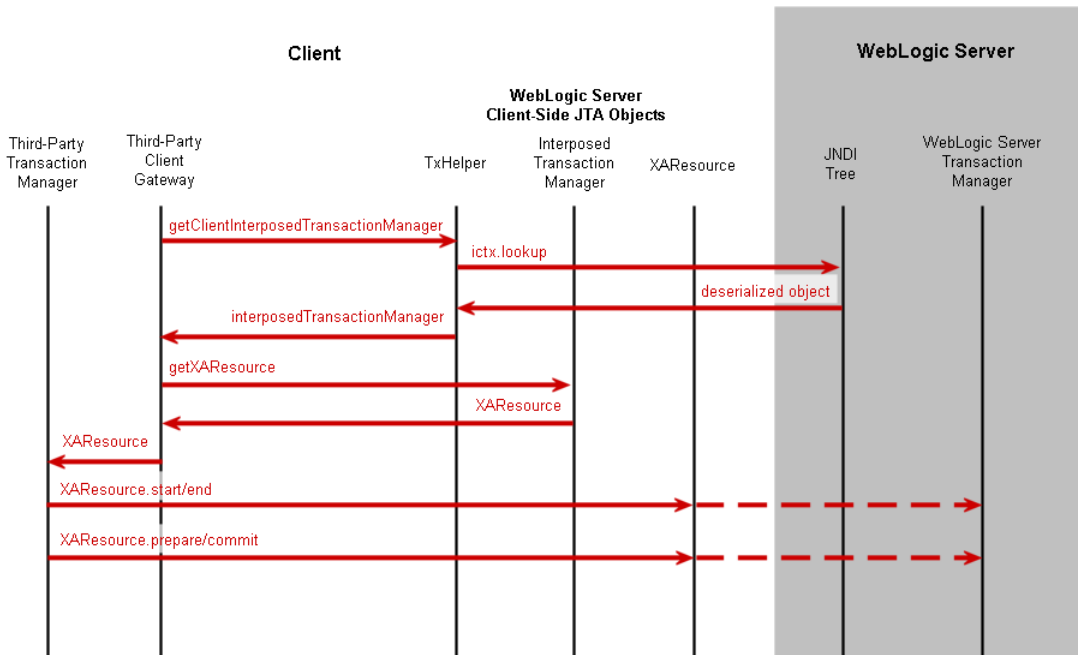 Client
WebLogic Server
WebLogic Server
Client-Side JTA Objects
Third-Party
Transaction
Manager
Third-Party
Client
Gateway
TxHelper
Interposed
Transaction
Manager
XAResource
JNDI
Tree
WebLogic Server
Transaction
Manager
getClientInterposedTransactionManager
ictx.lookup
deserialized object
interposedTransactionManager
getXAResource
XAResource
XAResource
XAResource.start/end
XAResource.prepare/commit